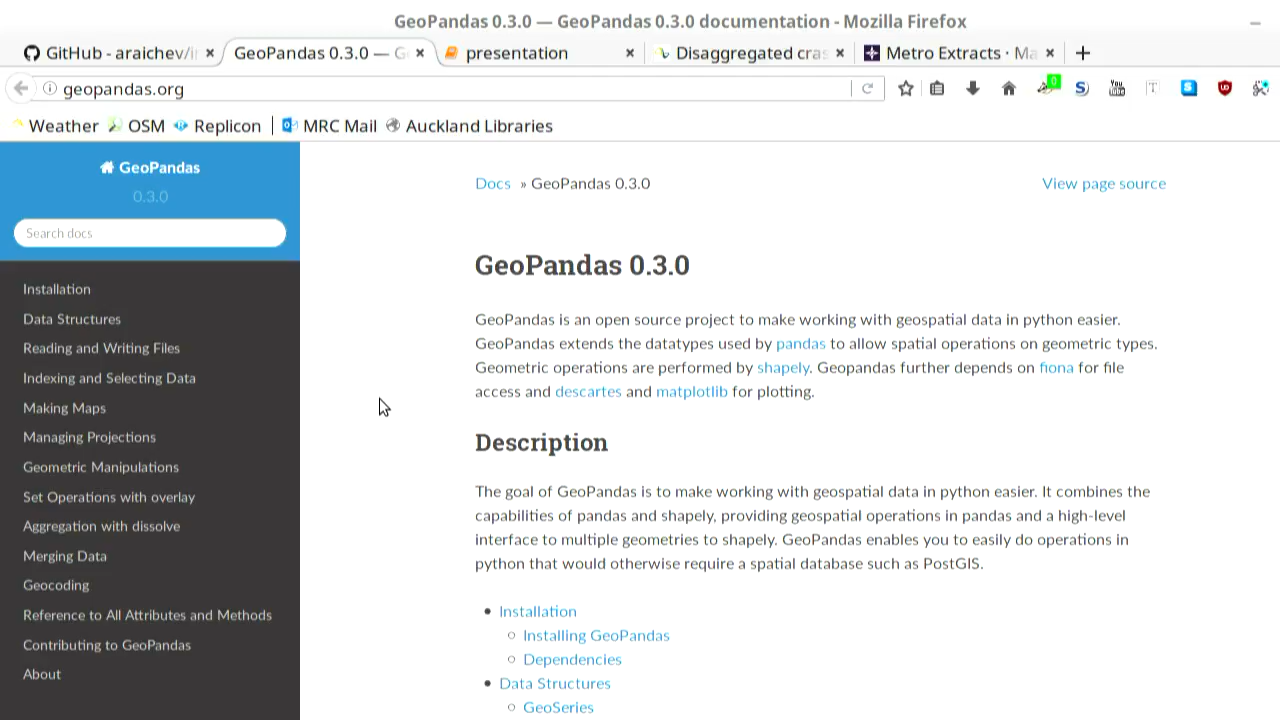 GeoPandas 0.3.0 — GeoPandas 0.3.0 documentation - Mozilla Firefox
GitHub - araichev/i
GeoPandas 0.3.0 — G
presentation
Disaggregated cras
Metro Extracts · Ma
geopandas.org
Weather OSM Replicon MRC Mail Auckland Libraries
GeoPandas
0.3.0
Search docs
Installation
Data Structures
Reading and Writing Files
Indexing and Selecting Data
Making Maps
Managing Projections
Geometric Manipulations
Set Operations with overlay
Aggregation with dissolve
Merging Data
Geocoding
Reference to All Attributes and Methods
Contributing to GeoPandas
About
Docs » GeoPandas 0.3.0
View page source
GeoPandas 0.3.0
GeoPandas is an open source project to make working with geospatial data in python easier.
GeoPandas extends the datatypes used by pandas to allow spatial operations on geometric types.
Geometric operations are performed by shapely. Geopandas further depends on fiona for file
access and descartes and matplotlib for plotting.
Description
The goal of GeoPandas is to make working with geospatial data in python easier. It combines the
capabilities of pandas and shapely, providing geospatial operations in pandas and a high-level
interface to multiple geometries to shapely. GeoPandas enables you to easily do operations in
python that would otherwise require a spatial database such as PostGIS.
• Installation
○ Installing GeoPandas
○ Dependencies
• Data Structures
○ GeoSeries